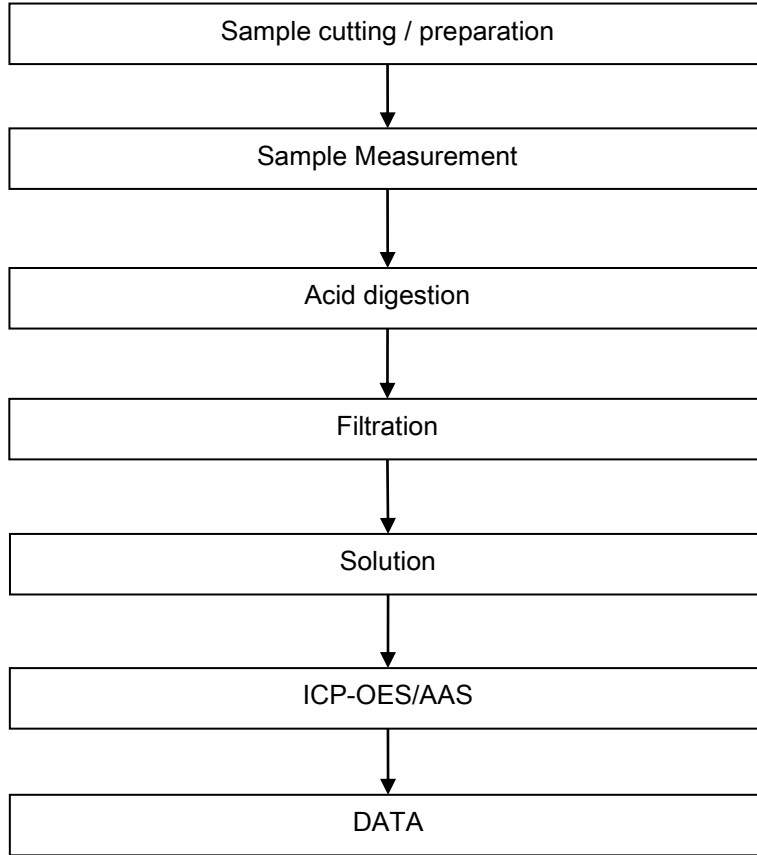 Sample cutting / preparation
Sample Measurement
Acid digestion
Filtration
Solution
ICP-OES/AAS
DATA